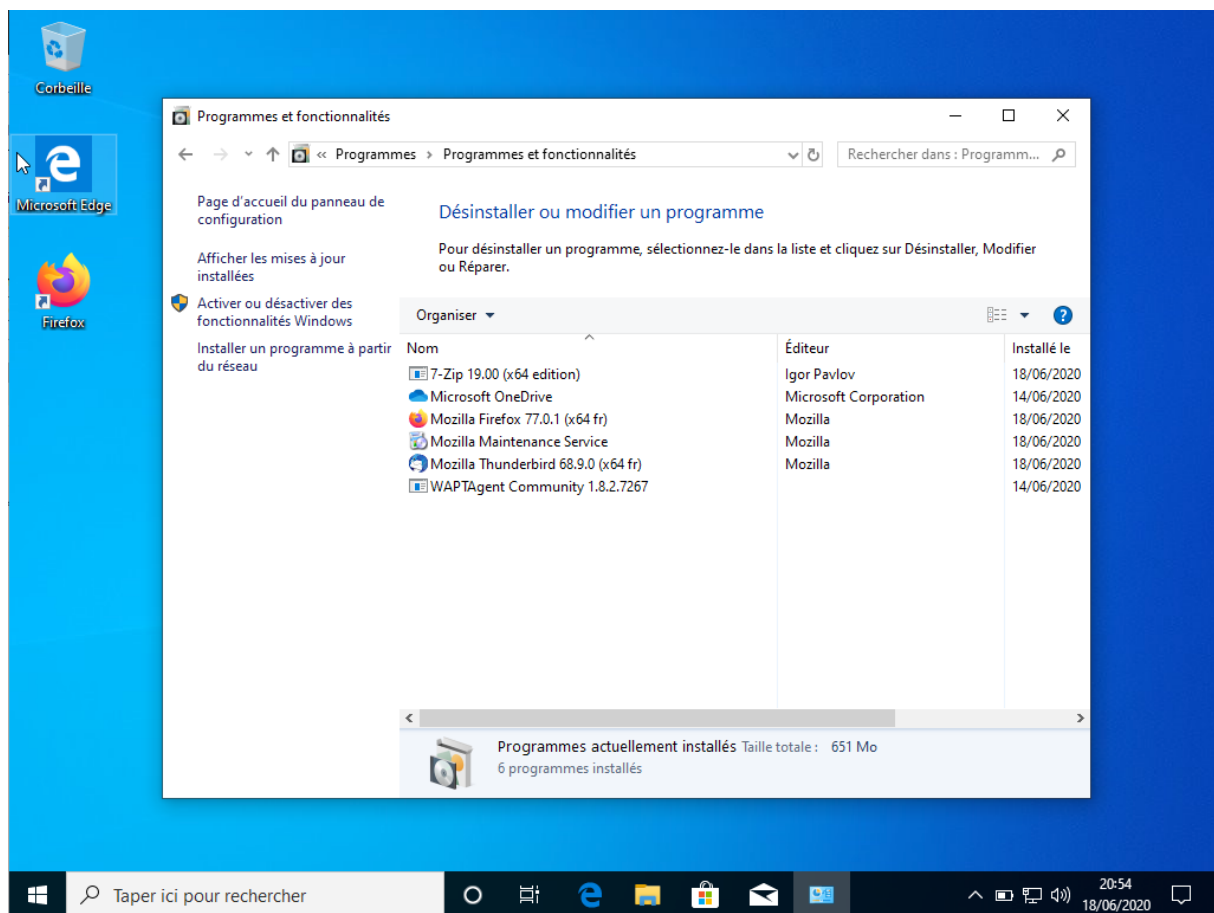 Corbeille
Microsoft Edge
Firefox
Programmes et fonctionnalités
« Programmes > Programmes et fonctionnalités
Rechercher dans : Programm...
Page d'accueil du panneau de
configuration
Afficher les mises à jour
installées
Activer ou désactiver des
fonctionnalités Windows
Installer un programme à partir
du réseau
Désinstaller ou modifier un programme
Pour désinstaller un programme, sélectionnez-le dans la liste et cliquez sur Désinstaller, Modifier
ou Réparer.
Organiser
Nom Éditeur Installé le
7-Zip 19.00 (x64 edition) Igor Pavlov 18/06/2020
Microsoft OneDrive Microsoft Corporation 14/06/2020
Mozilla Firefox 77.0.1 (x64 fr) Mozilla 18/06/2020
Mozilla Maintenance Service Mozilla 18/06/2020
Mozilla Thunderbird 68.9.0 (x64 fr) Mozilla 18/06/2020
WAPTAgent Community 1.8.2.7267 14/06/2020
Programmes actuellement installés Taille totale : 651 Mo
6 programmes installés
Taper ici pour rechercher
20:54
18/06/2020